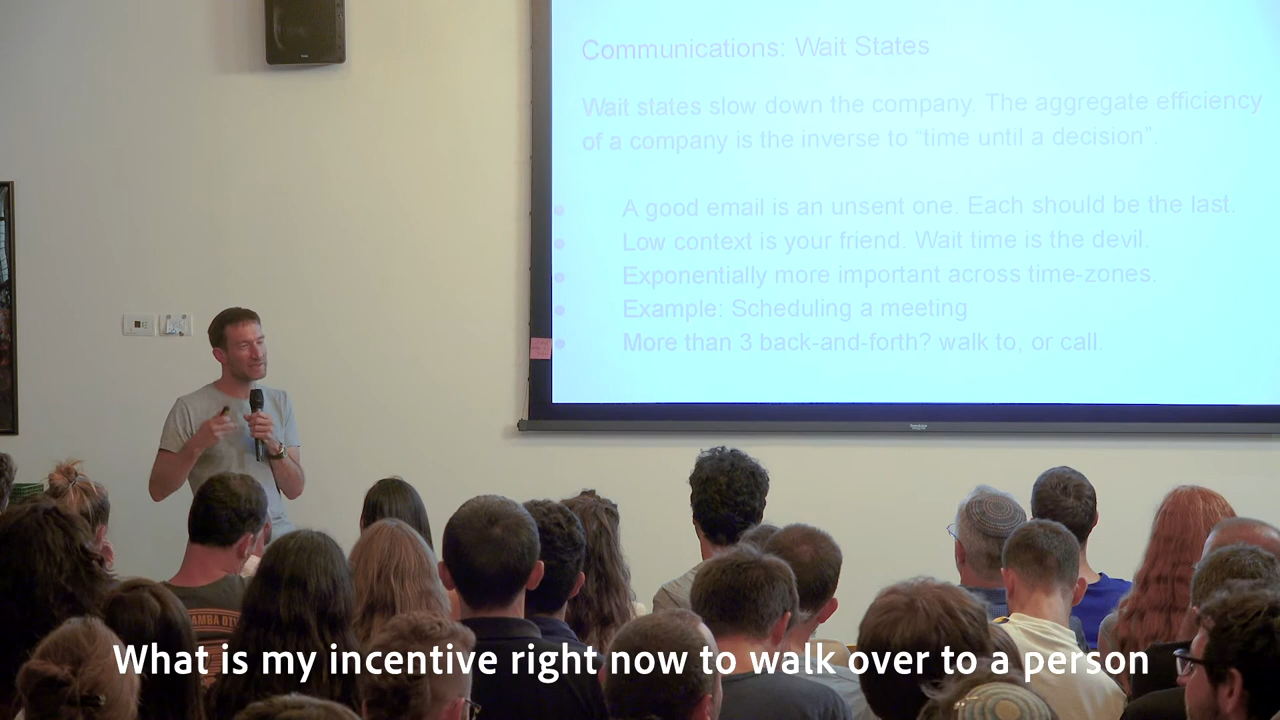 Communications: Wait States
Wait states slow down the company. The aggregate efficiency
of a company is the inverse to “time until a decision”.
A good email is an unsent one. Each should be the last.
Low context is your friend. Wait time is the devil.
Exponentially more important across time-zones.
Example: Scheduling a meeting
More than 3 back-and-forth? walk to, or call.
What is my incentive right now to walk over to a person